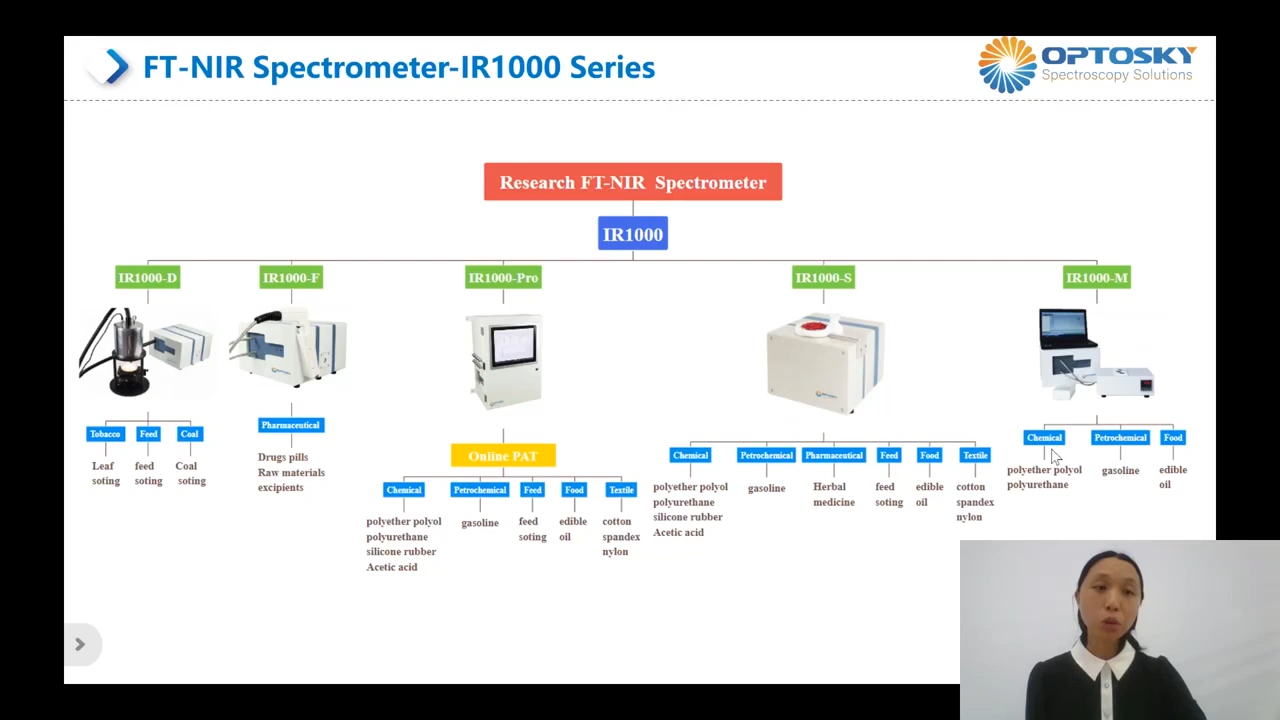 FT-NIR Spectrometer-IR1000 Series
OPTOSKY
Spectroscopy Solutions
Research FT-NIR Spectrometer
IR1000
IR1000-D
IR1000-F
IR1000-Pro
IR1000-S
IR1000-M
Tobacco
Feed
Coal
Leaf
soting
feed
soting
Coal
soting
Pharmaceutical
Drugs pills
Raw materials
excipients
Online PAT
Chemical
Petrochemical
Feed
Food
Textile
polyether polyol
polyurethane
silicone rubber
Acetic acid
gasoline
feed
soting
edible
oil
cotton
spandex
nylon
Chemical
Petrochemical
Pharmaceutical
Feed
Food
Textile
polyether polyol
polyurethane
silicone rubber
Acetic acid
gasoline
Herbal
medicine
feed
soting
edible
oil
cotton
spandex
nylon
Chemical
Petrochemical
Food
polyether polyol
polyurethane
gasoline
edible
oil